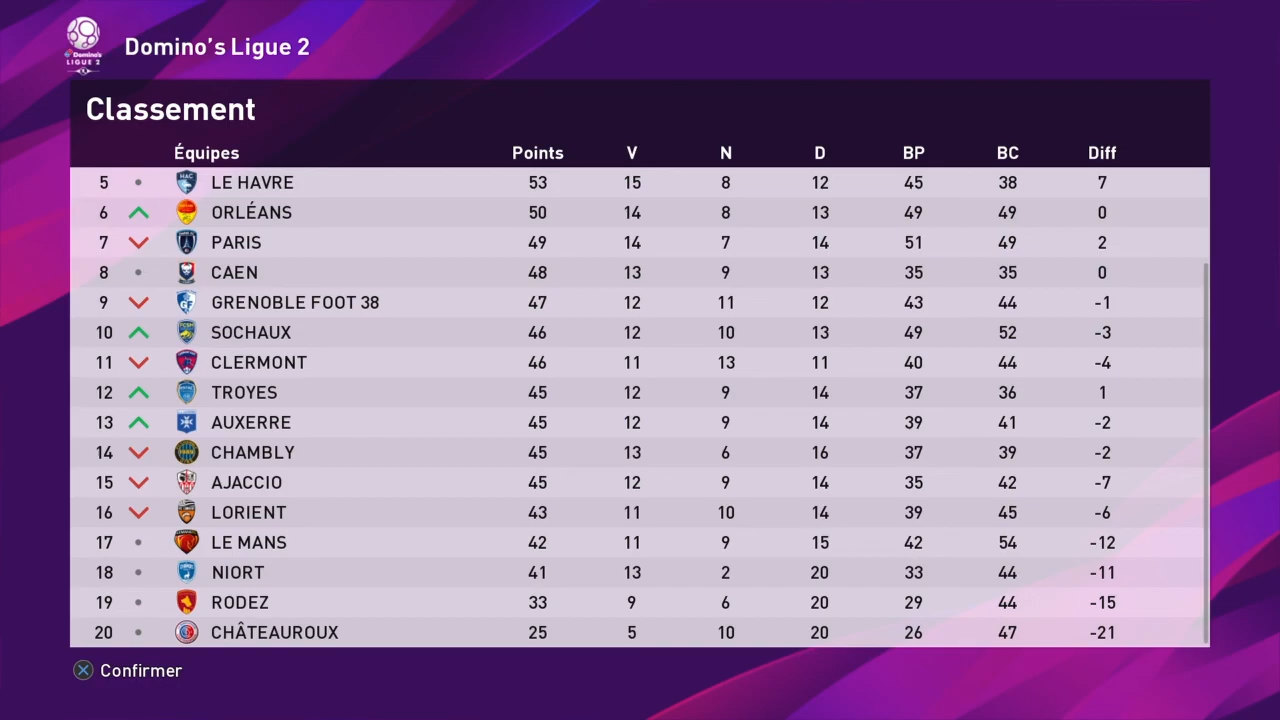 Domino's LIGUE 2
Domino's Ligue 2
Classement
Équipes Points V N D BP BC Diff
5 LE HAVRE 53 15 8 12 45 38 7
6 ORLÉANS 50 14 8 13 49 49 0
7 PARIS 49 14 7 14 51 49 2
8 CAEN 48 13 9 13 35 35 0
9 GRENOBLE FOOT 38 47 12 11 12 43 44 -1
10 SOCHAUX 46 12 10 13 49 52 -3
11 CLERMONT 46 11 13 11 40 44 -4
12 TROYES 45 12 9 14 37 36 1
13 AUXERRE 45 12 9 14 39 41 -2
14 CHAMBLY 45 13 6 16 37 39 -2
15 AJACCIO 45 12 9 14 35 42 -7
16 LORIENT 43 11 10 14 39 45 -6
17 LE MANS 42 11 9 15 42 54 -12
18 NIORT 41 13 2 20 33 44 -11
19 RODEZ 33 9 6 20 29 44 -15
20 CHÂTEAUROUX 25 5 10 20 26 47 -21
Confirmer